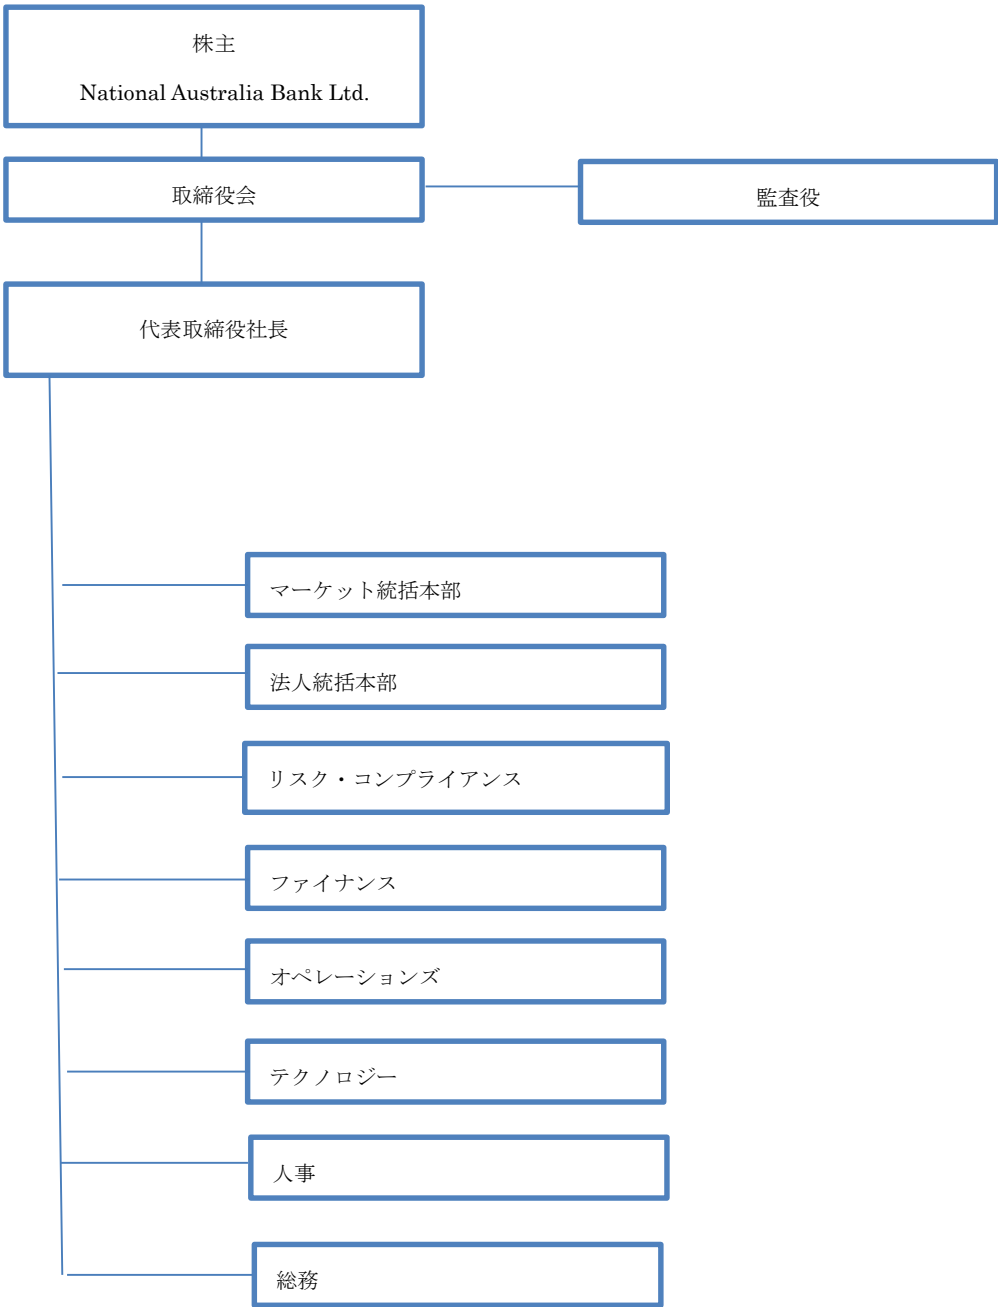 株主
National Australia Bank Ltd.
取締役会
監査役
代表取締役社長
マーケット統括本部
法人統括本部
リスク・コンプライアンス
ファイナンス
オペレーションズ
テクノロジー
人事
総務